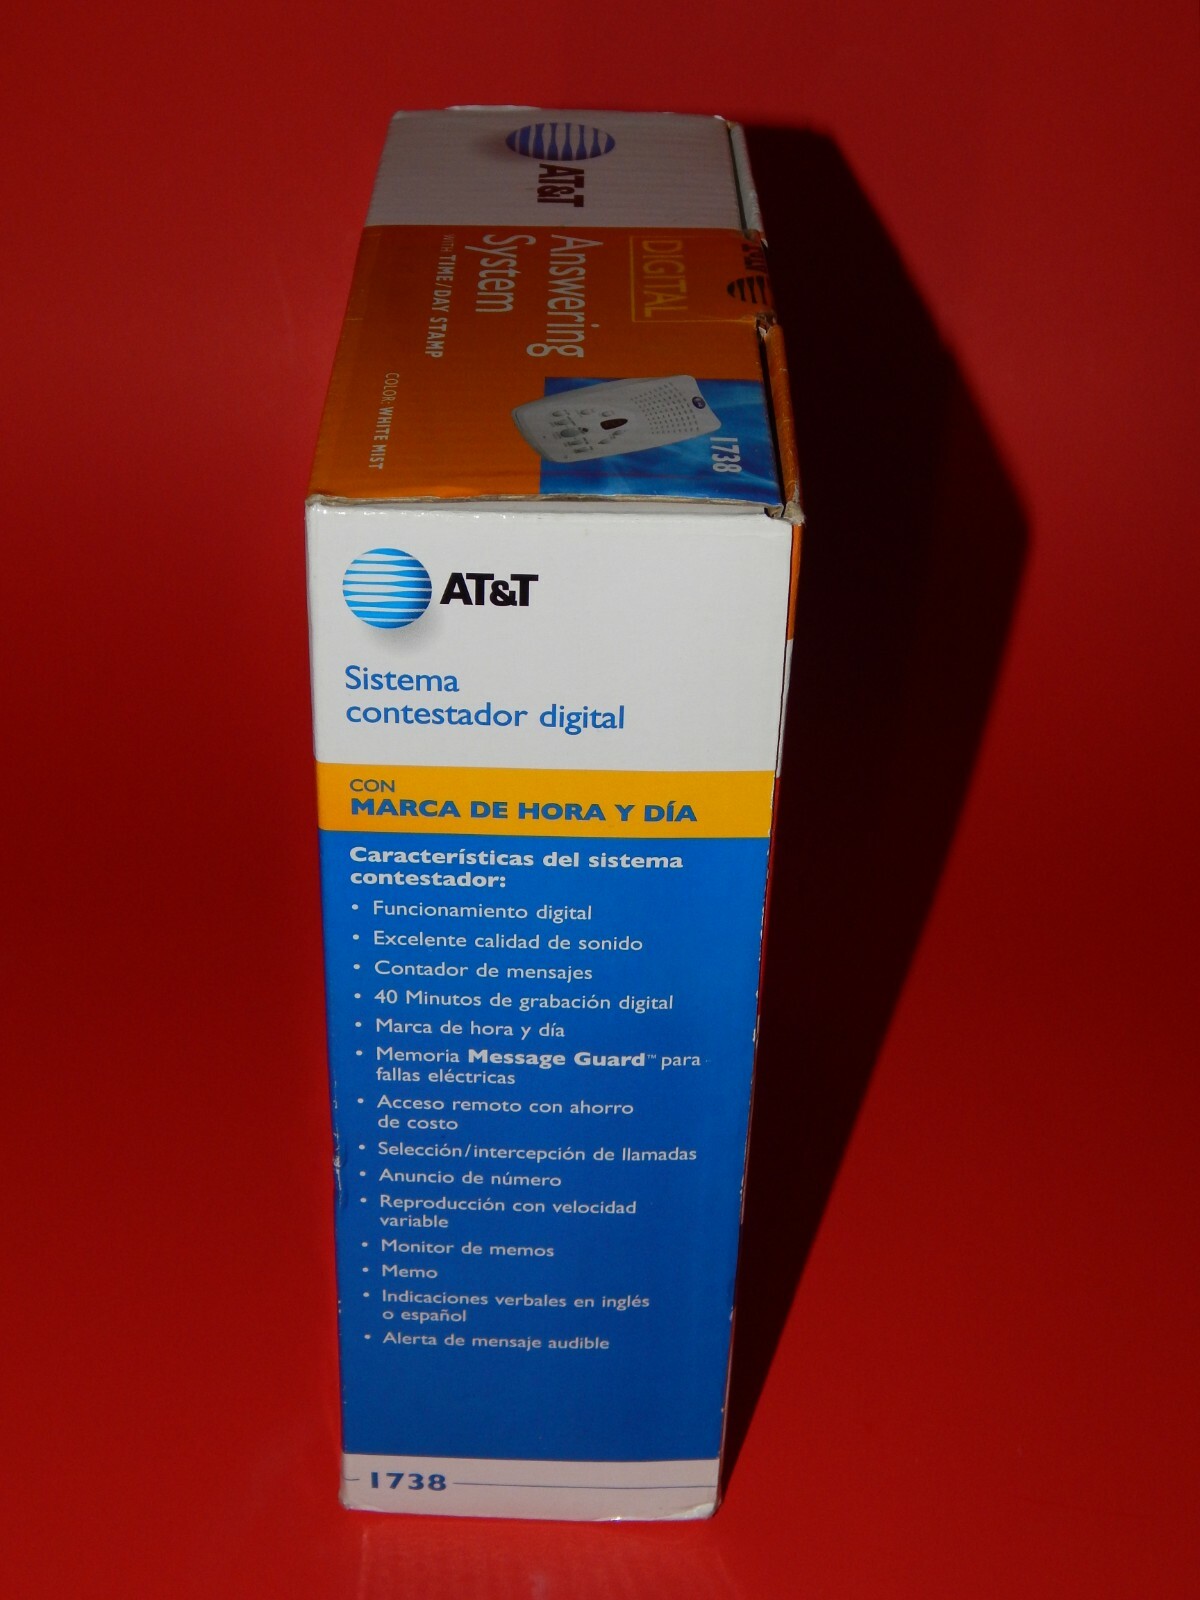 AT&T
DIGITAL
Answering
System
WITH TIME/DAY STAMP
COLOR: WHITE MIST
1738
AT&T
Sistema
contestador digital
CON
MARCA DE HORA Y DÍA
Características del sistema
contestador:
• Funcionamiento digital
• Excelente calidad de sonido
• Contador de mensajes
• 40 Minutos de grabación digital
• Marca de hora y día
• Memoria Message Guard™ para
fallas eléctricas
• Acceso remoto con ahorro
de costo
• Selección/intercepción de llamadas
• Anuncio de número
• Reproducción con velocidad
variable
• Monitor de memos
• Memo
• Indicaciones verbales en inglés
o español
• Alerta de mensaje audible
1738